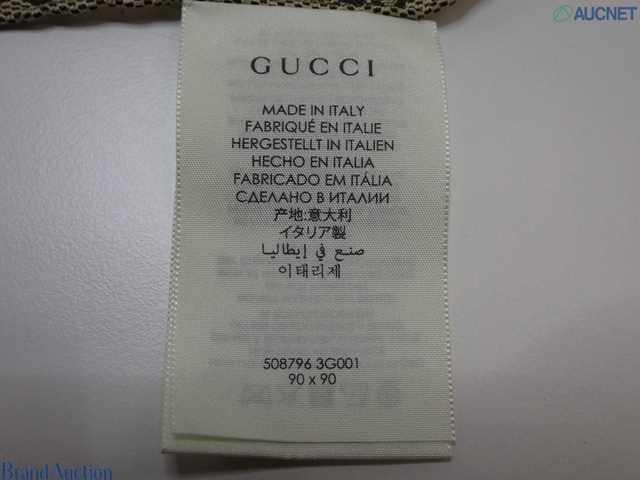 AUCNET
GUCCI
MADE IN ITALY
FABRIQUÉ EN ITALIE
HERGESTELLT IN ITALIEN
HECHO EN ITALIA
FABRICADO EM ITÁLIA
СДЕЛАНО В ИТАЛИИ
产地:意大利
イタリア製
صنع في إيطاليا
이태리제
508796 3G001
90 x 90
Brand Auction